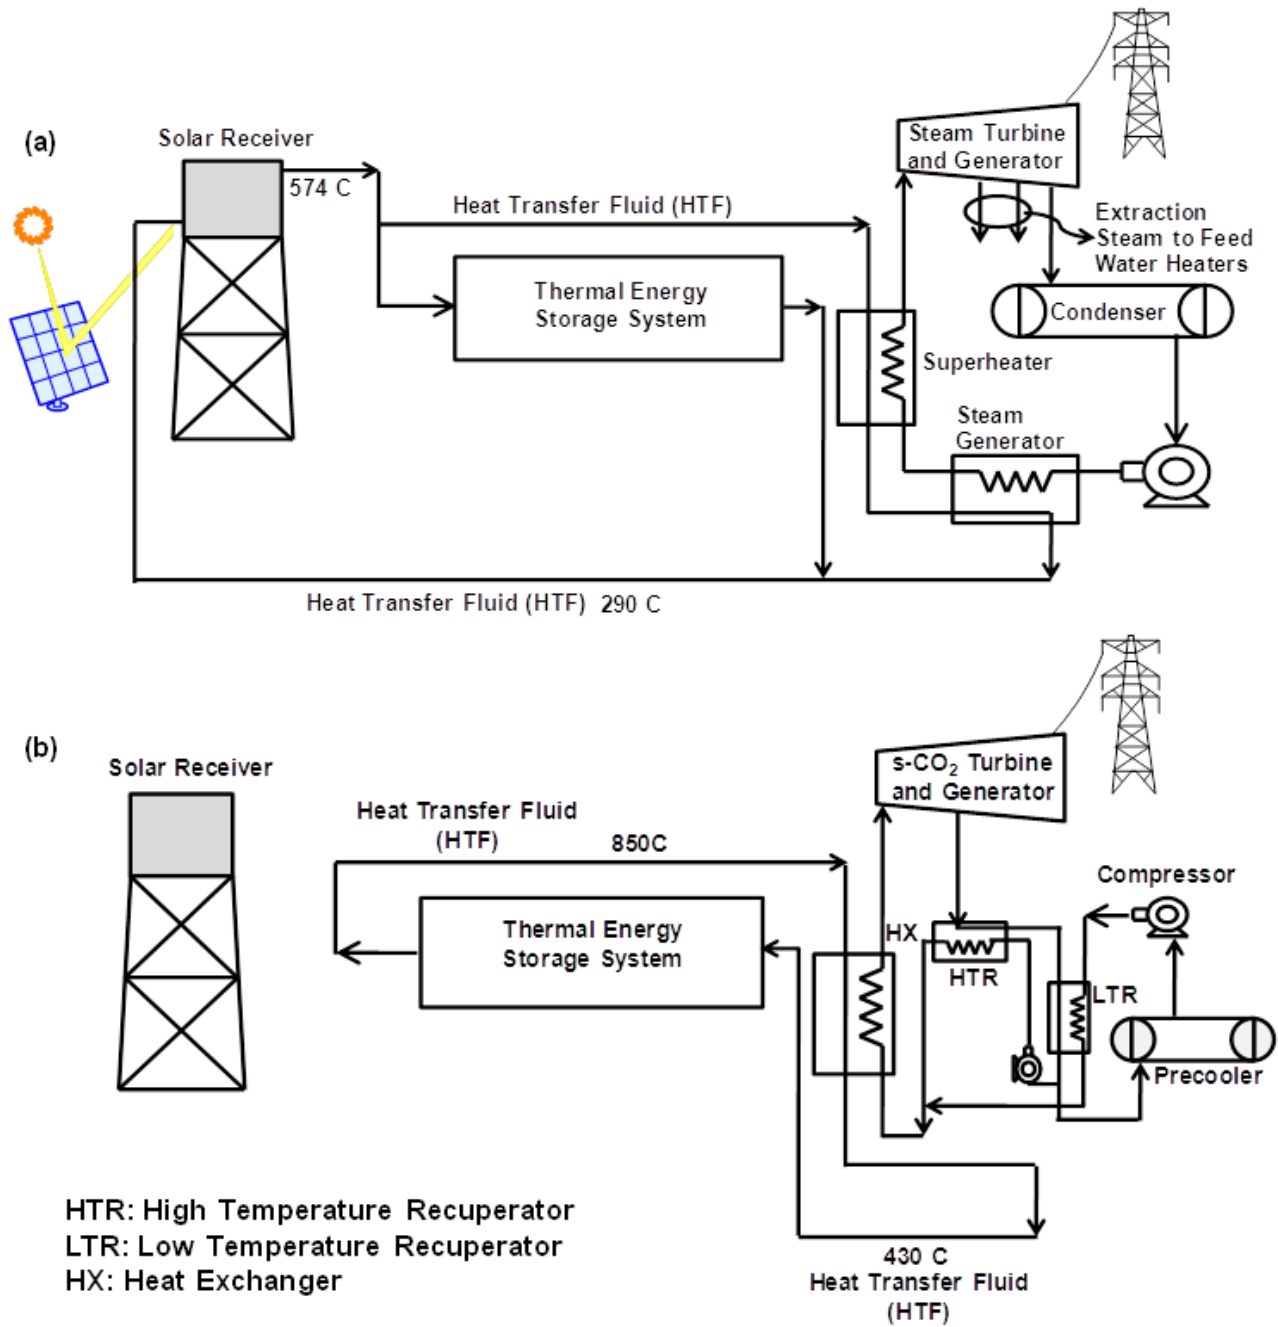 (a)
Solar Receiver
574 C
Heat Transfer Fluid (HTF)
Thermal Energy
Storage System
Steam Turbine
and Generator
Extraction
Steam to Feed
Water Heaters
Condenser
Superheater
Steam
Generator
Heat Transfer Fluid (HTF) 290 C
(b)
Solar Receiver
Heat Transfer Fluid
(HTF)
850C
Thermal Energy
Storage System
s-CO₂ Turbine
and Generator
Compressor
HX
HTR
LTR
Precooler
430 C
Heat Transfer Fluid
(HTF)
HTR: High Temperature Recuperator
LTR: Low Temperature Recuperator
HX: Heat Exchanger